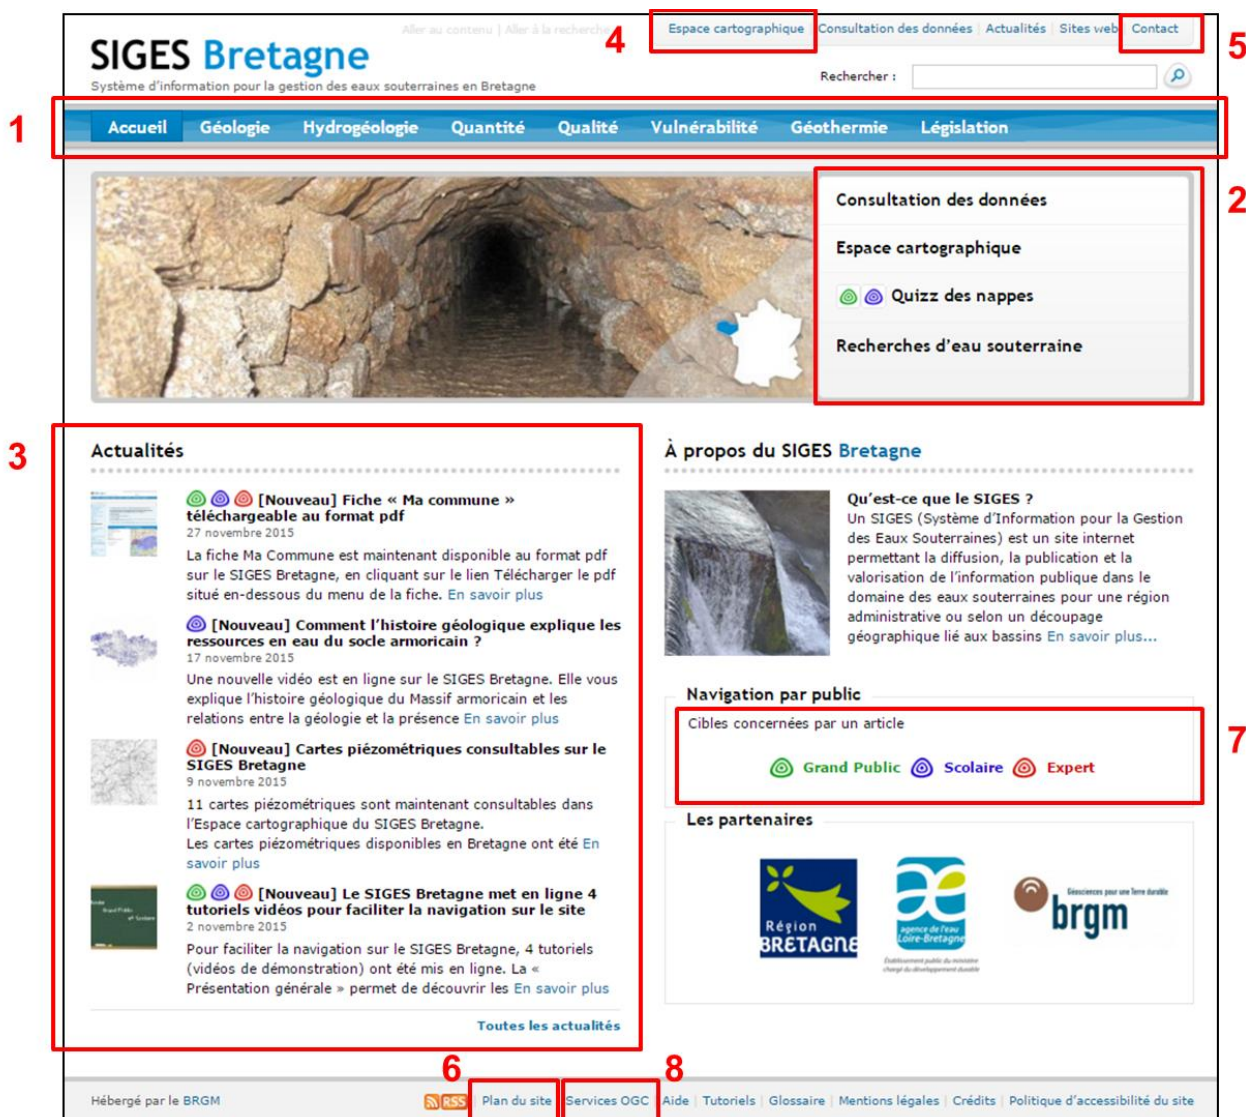 Aller au contenu | Aller à la recherche
4
Espace cartographique | Consultation des données | Actualités | Sites web | Contact
5
SIGES Bretagne
Système d'information pour la gestion des eaux souterraines en Bretagne
Rechercher :
1
Accueil Géologie Hydrogéologie Quantité Qualité Vulnérabilité Géothermie Législation
2
Consultation des données
Espace cartographique
Quizz des nappes
Recherches d'eau souterraine
3
Actualités
[Nouveau] Fiche « Ma commune »
téléchargeable au format pdf
27 novembre 2015
La fiche Ma Commune est maintenant disponible au format pdf
sur le SIGES Bretagne, en cliquant sur le lien Télécharger le pdf
situé en-dessous du menu de la fiche. En savoir plus
[Nouveau] Comment l'histoire géologique explique les
ressources en eau du socle armoricain ?
17 novembre 2015
Une nouvelle vidéo est en ligne sur le SIGES Bretagne. Elle vous
explique l'histoire géologique du Massif armoricain et les
relations entre la géologie et la présence En savoir plus
[Nouveau] Cartes piézométriques consultables sur le
SIGES Bretagne
9 novembre 2015
11 cartes piézométriques sont maintenant consultables dans
l'Espace cartographique du SIGES Bretagne.
Les cartes piézométriques disponibles en Bretagne ont été En
savoir plus
[Nouveau] Le SIGES Bretagne met en ligne 4
tutoriels vidéos pour faciliter la navigation sur le site
2 novembre 2015
Pour faciliter la navigation sur le SIGES Bretagne, 4 tutoriels
(vidéos de démonstration) ont été mis en ligne. La «
Présentation générale » permet de découvrir les En savoir plus
Toutes les actualités
À propos du SIGES Bretagne
Qu'est-ce que le SIGES ?
Un SIGES (Système d'Information pour la Gestion
des Eaux Souterraines) est un site internet
permettant la diffusion, la publication et la
valorisation de l'information publique dans le
domaine des eaux souterraines pour une région
administrative ou selon un découpage
géographique lié aux bassins En savoir plus...
Navigation par public
Cibles concernées par un article
7
Grand Public Scolaire Expert
Les partenaires
Région
BRETAGNE
agence de l'eau
Loire-Bretagne
Établissement public du ministère
chargé du développement durable
Géosciences pour une Terre durable
brgm
6
8
Hébergé par le BRGM
RSS | Plan du site | Services OGC | Aide | Tutoriels | Glossaire | Mentions légales | Crédits | Politique d'accessibilité du site